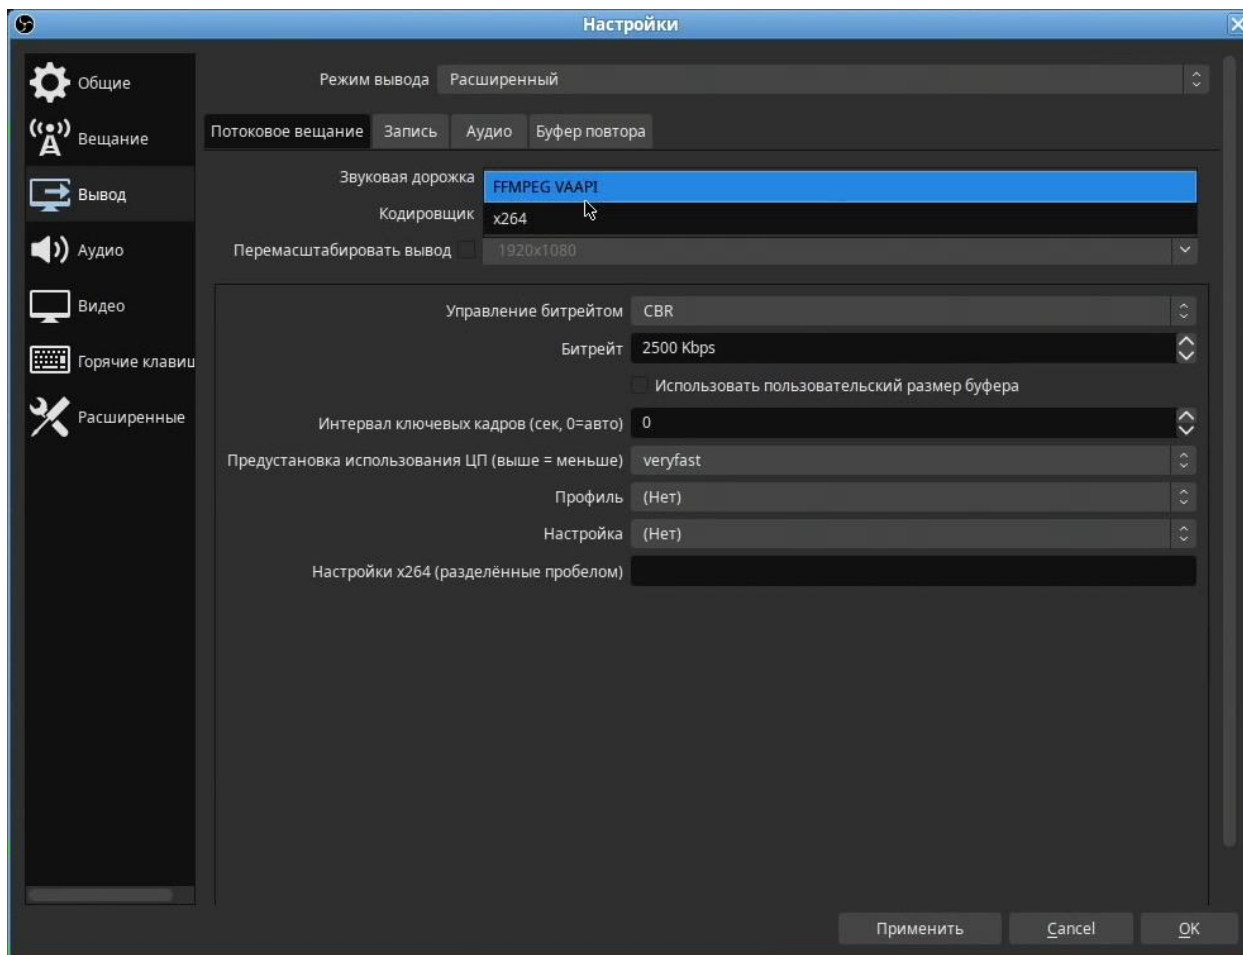 Настройки
Общие
Вещание
Вывод
Аудио
Видео
Горячие клавиш
Расширенные
Режим вывода Расширенный
Потоковое вещание Запись Аудио Буфер повтора
Звуковая дорожка
FFMPEG VAAPI
Кодировщик x264
Перемасштабировать вывод 1920x1080
Управление битрейтом CBR
Битрейт 2500 Kbps
Использовать пользовательский размер буфера
Интервал ключевых кадров (сек, 0=авто) 0
Предустановка использования ЦП (выше = меньше) veryfast
Профиль (Нет)
Настройка (Нет)
Настройки x264 (разделённые пробелом)
Применить Cancel OK